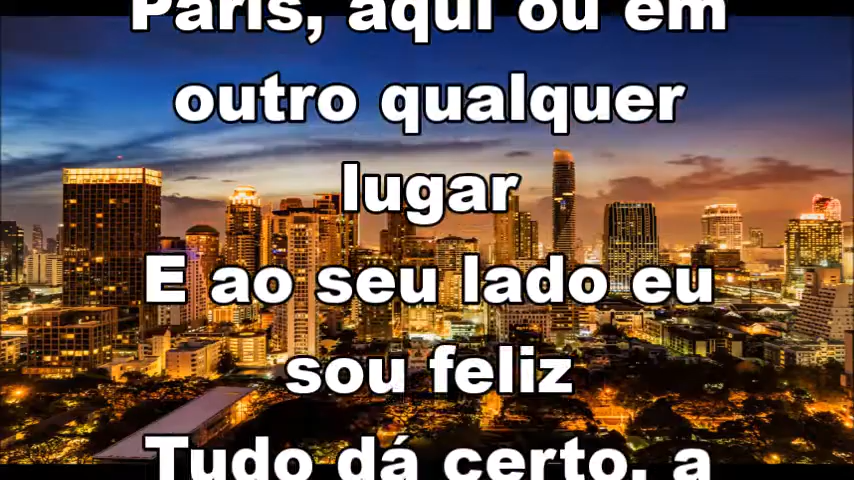 Paris, aqui ou em
outro qualquer
lugar
E ao seu lado eu
sou feliz
Tudo dá certo, a